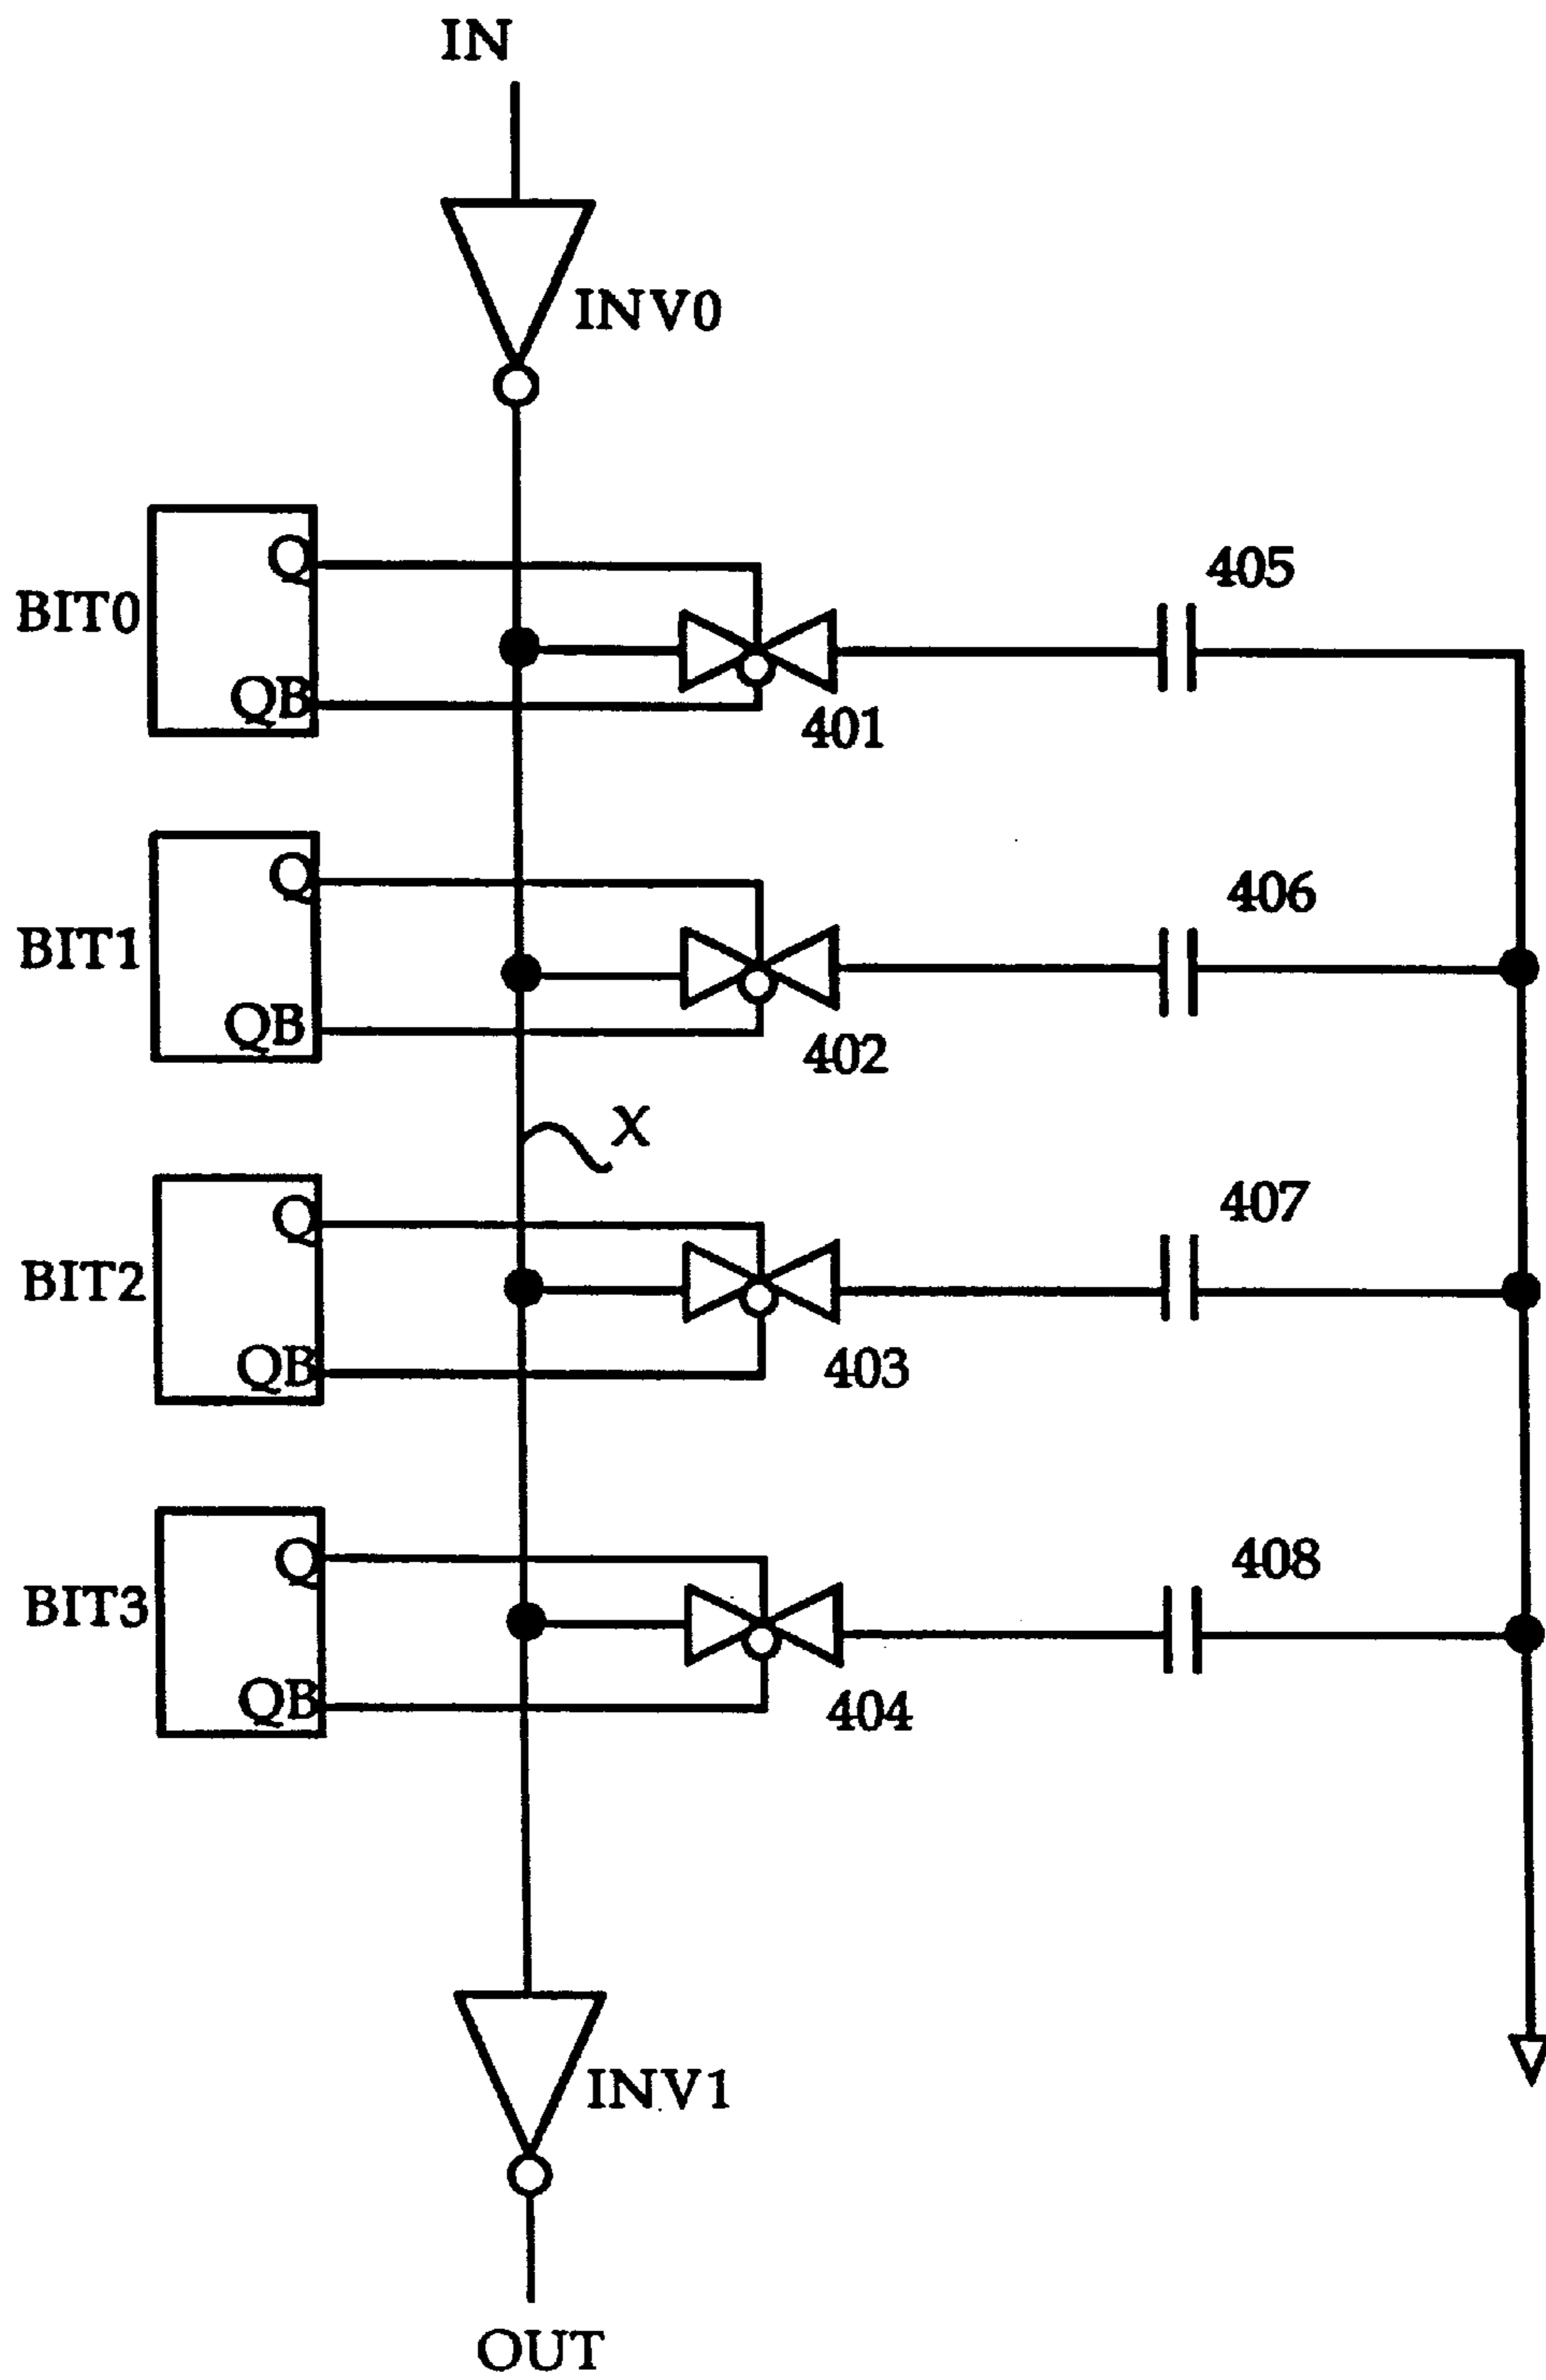 IN
INV0
BIT0
Q
QB
401
405
BIT1
Q
QB
402
406
X
BIT2
Q
QB
403
407
BIT3
Q
QB
404
408
INV1
OUT